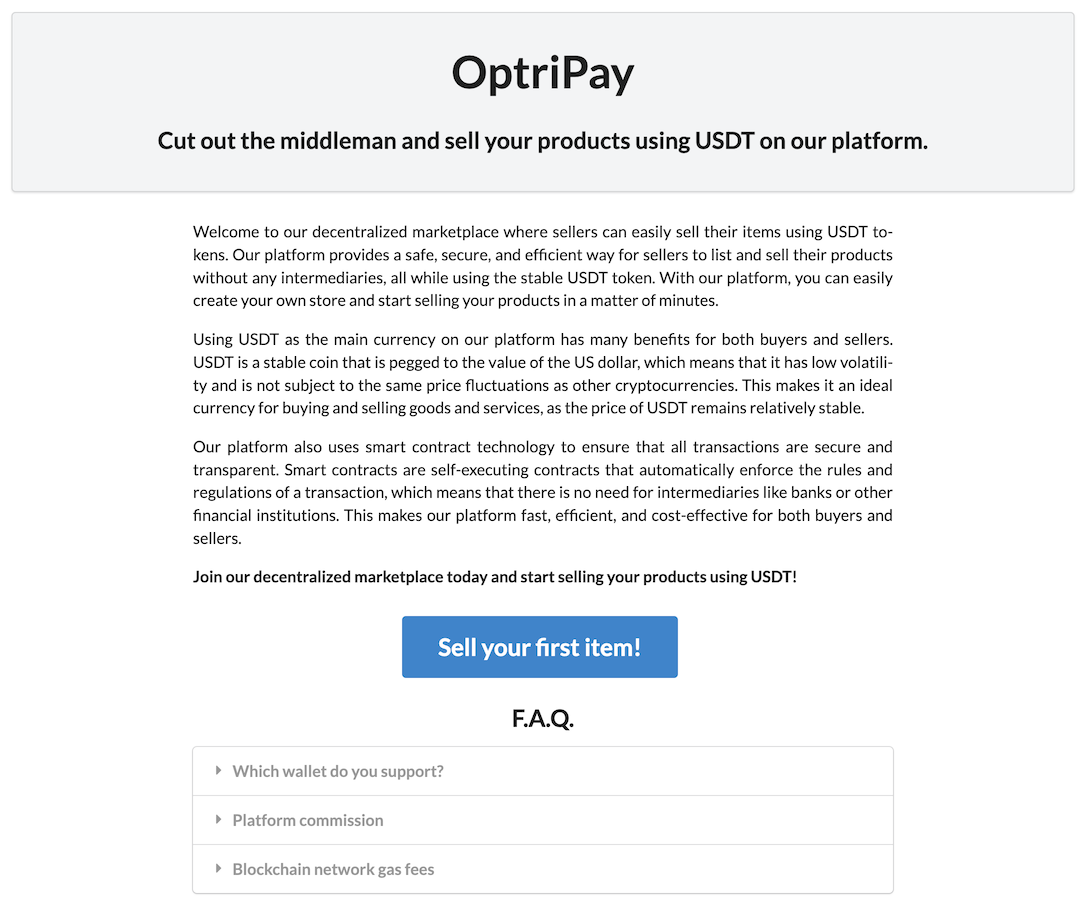 OptriPay
Cut out the middleman and sell your products using USDT on our platform.
Welcome to our decentralized marketplace where sellers can easily sell their items using USDT to-
kens. Our platform provides a safe, secure, and efficient way for sellers to list and sell their products
without any intermediaries, all while using the stable USDT token. With our platform, you can easily
create your own store and start selling your products in a matter of minutes.
Using USDT as the main currency on our platform has many benefits for both buyers and sellers.
USDT is a stable coin that is pegged to the value of the US dollar, which means that it has low volatili-
ty and is not subject to the same price fluctuations as other cryptocurrencies. This makes it an ideal
currency for buying and selling goods and services, as the price of USDT remains relatively stable.
Our platform also uses smart contract technology to ensure that all transactions are secure and
transparent. Smart contracts are self-executing contracts that automatically enforce the rules and
regulations of a transaction, which means that there is no need for intermediaries like banks or other
financial institutions. This makes our platform fast, efficient, and cost-effective for both buyers and
sellers.
Join our decentralized marketplace today and start selling your products using USDT!
Sell your first item!
F.A.Q.
Which wallet do you support?
Platform commission
Blockchain network gas fees